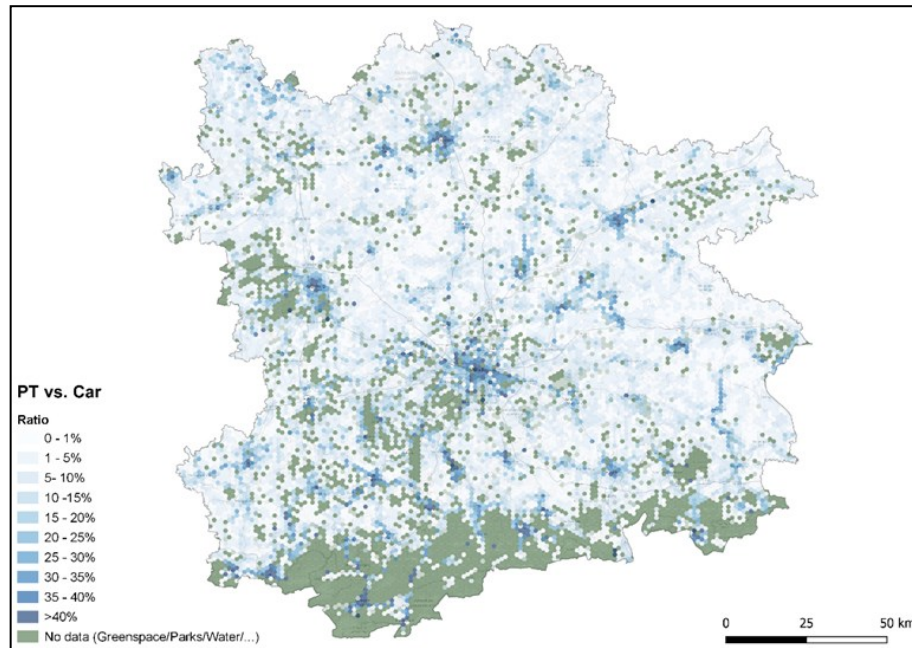 PT vs. Car
Ratio
0 - 1%
1 - 5%
5- 10%
10 -15%
15 - 20%
20 - 25%
25 - 30%
30 - 35%
35 - 40%
>40%
No data (Greenspace/Parks/Water/...)
0 25 50 km